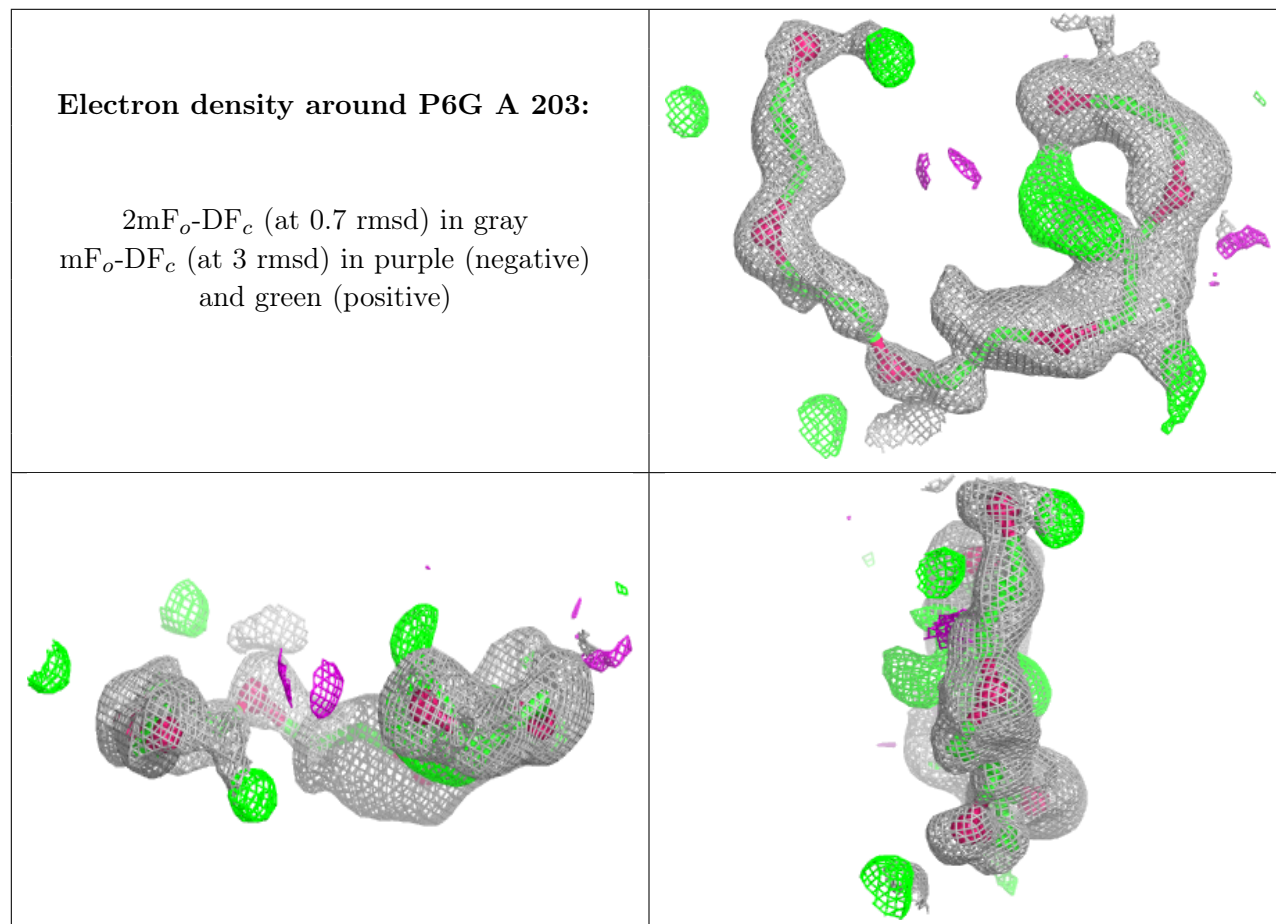 Electron density around P6G A 203:
2mFo-DFc (at 0.7 rmsd) in gray
mFo-DFc (at 3 rmsd) in purple (negative)
and green (positive)